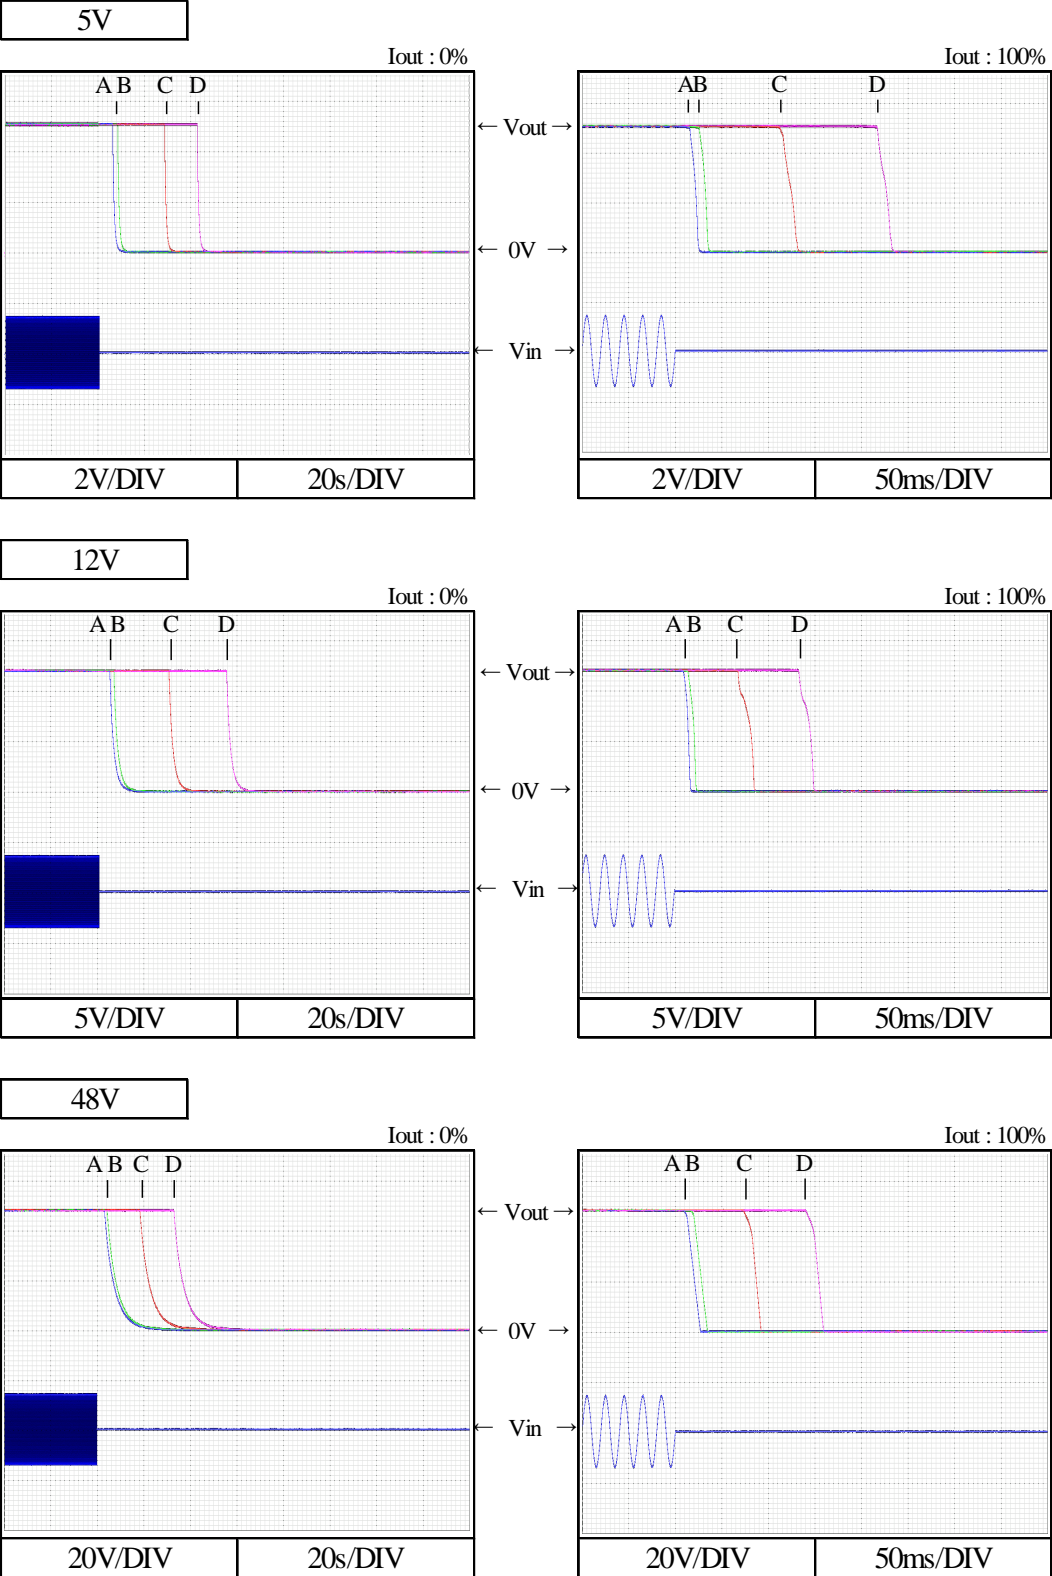 5V
Iout : 0%
Iout : 100%
A B C D
AB C D
← Vout →
← 0V →
← Vin →
2V/DIV 20s/DIV
2V/DIV 50ms/DIV
12V
Iout : 0%
Iout : 100%
A B C D
A B C D
← Vout →
← 0V →
← Vin →
5V/DIV 20s/DIV
5V/DIV 50ms/DIV
48V
Iout : 0%
Iout : 100%
A B C D
A B C D
← Vout →
← 0V →
← Vin →
20V/DIV 20s/DIV
20V/DIV 50ms/DIV